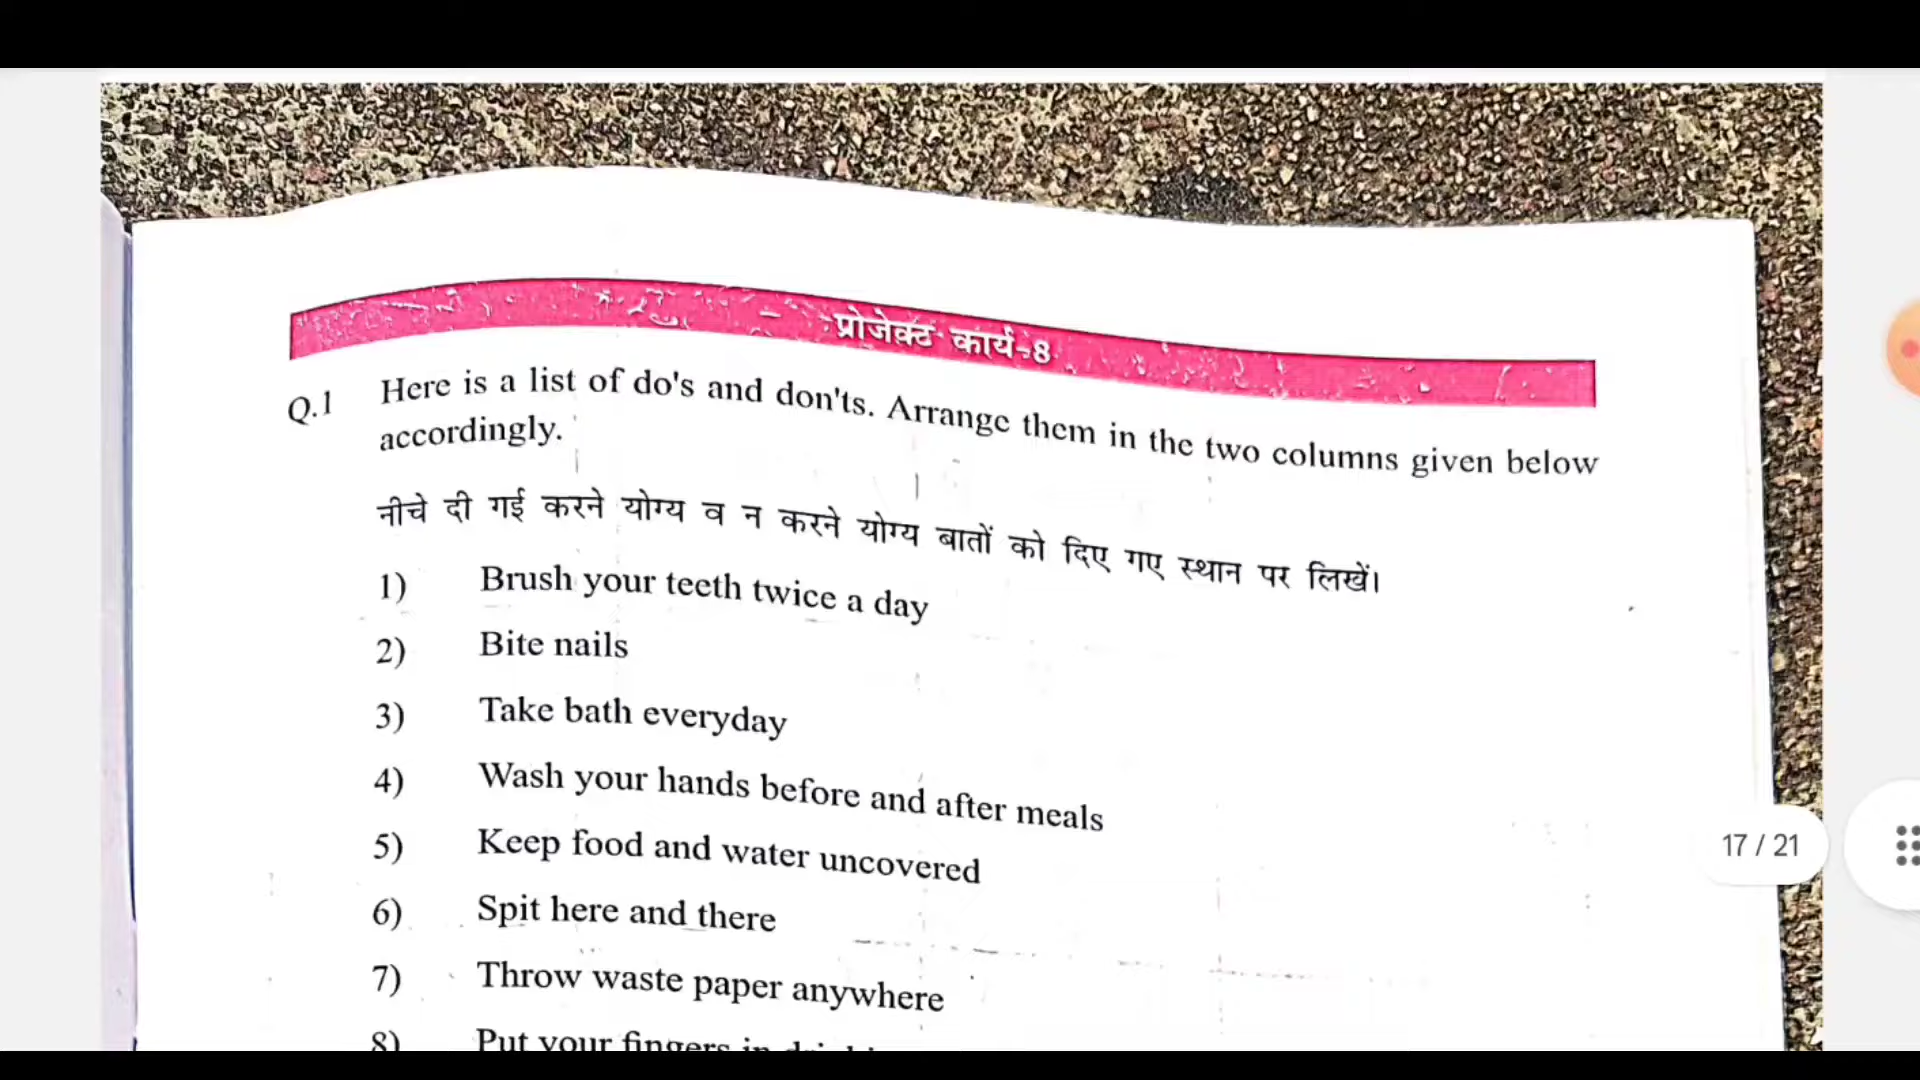 प्रोजेक्ट कार्य-8
Q.1 Here is a list of do's and don'ts. Arrange them in the two columns given below
accordingly.
नीचे दी गई करने योग्य व न करने योग्य बातों को दिए गए स्थान पर लिखें।
1) Brush your teeth twice a day
2) Bite nails
3) Take bath everyday
4) Wash your hands before and after meals
5) Keep food and water uncovered
6) Spit here and there
7) Throw waste paper anywhere
8) Put your fingers in
17 / 21